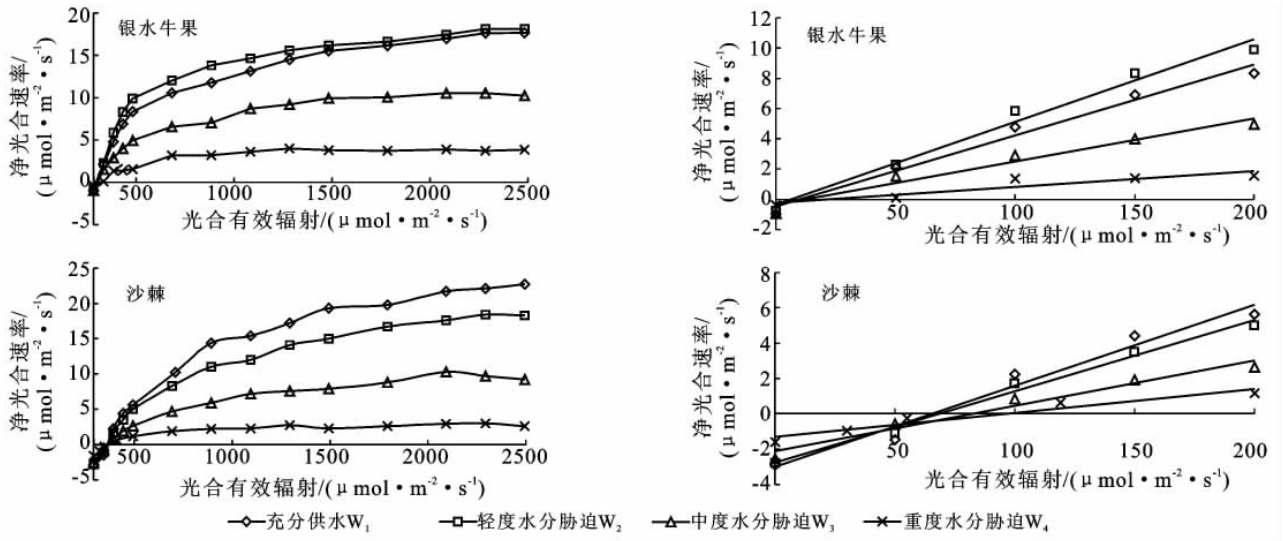 银水牛果
净光合速率/
(μmol·m⁻²·s⁻¹)
20
15
10
5
0
-5
500
1000
1500
2000
2500
光合有效辐射/(μmol·m⁻²·s⁻¹)
银水牛果
净光合速率/
(μmol·m⁻²·s⁻¹)
12
10
8
6
4
2
0
-2
50
100
150
200
光合有效辐射/(μmol·m⁻²·s⁻¹)
沙棘
净光合速率/
(μmol·m⁻²·s⁻¹)
25
20
15
10
5
0
-5
500
1000
1500
2000
2500
光合有效辐射/(μmol·m⁻²·s⁻¹)
沙棘
净光合速率/
(μmol·m⁻²·s⁻¹)
8
6
4
2
0
-2
-4
50
100
150
200
光合有效辐射/(μmol·m⁻²·s⁻¹)
充分供水W₁ 轻度水分胁迫W₂ 中度水分胁迫W₃ 重度水分胁迫W₄